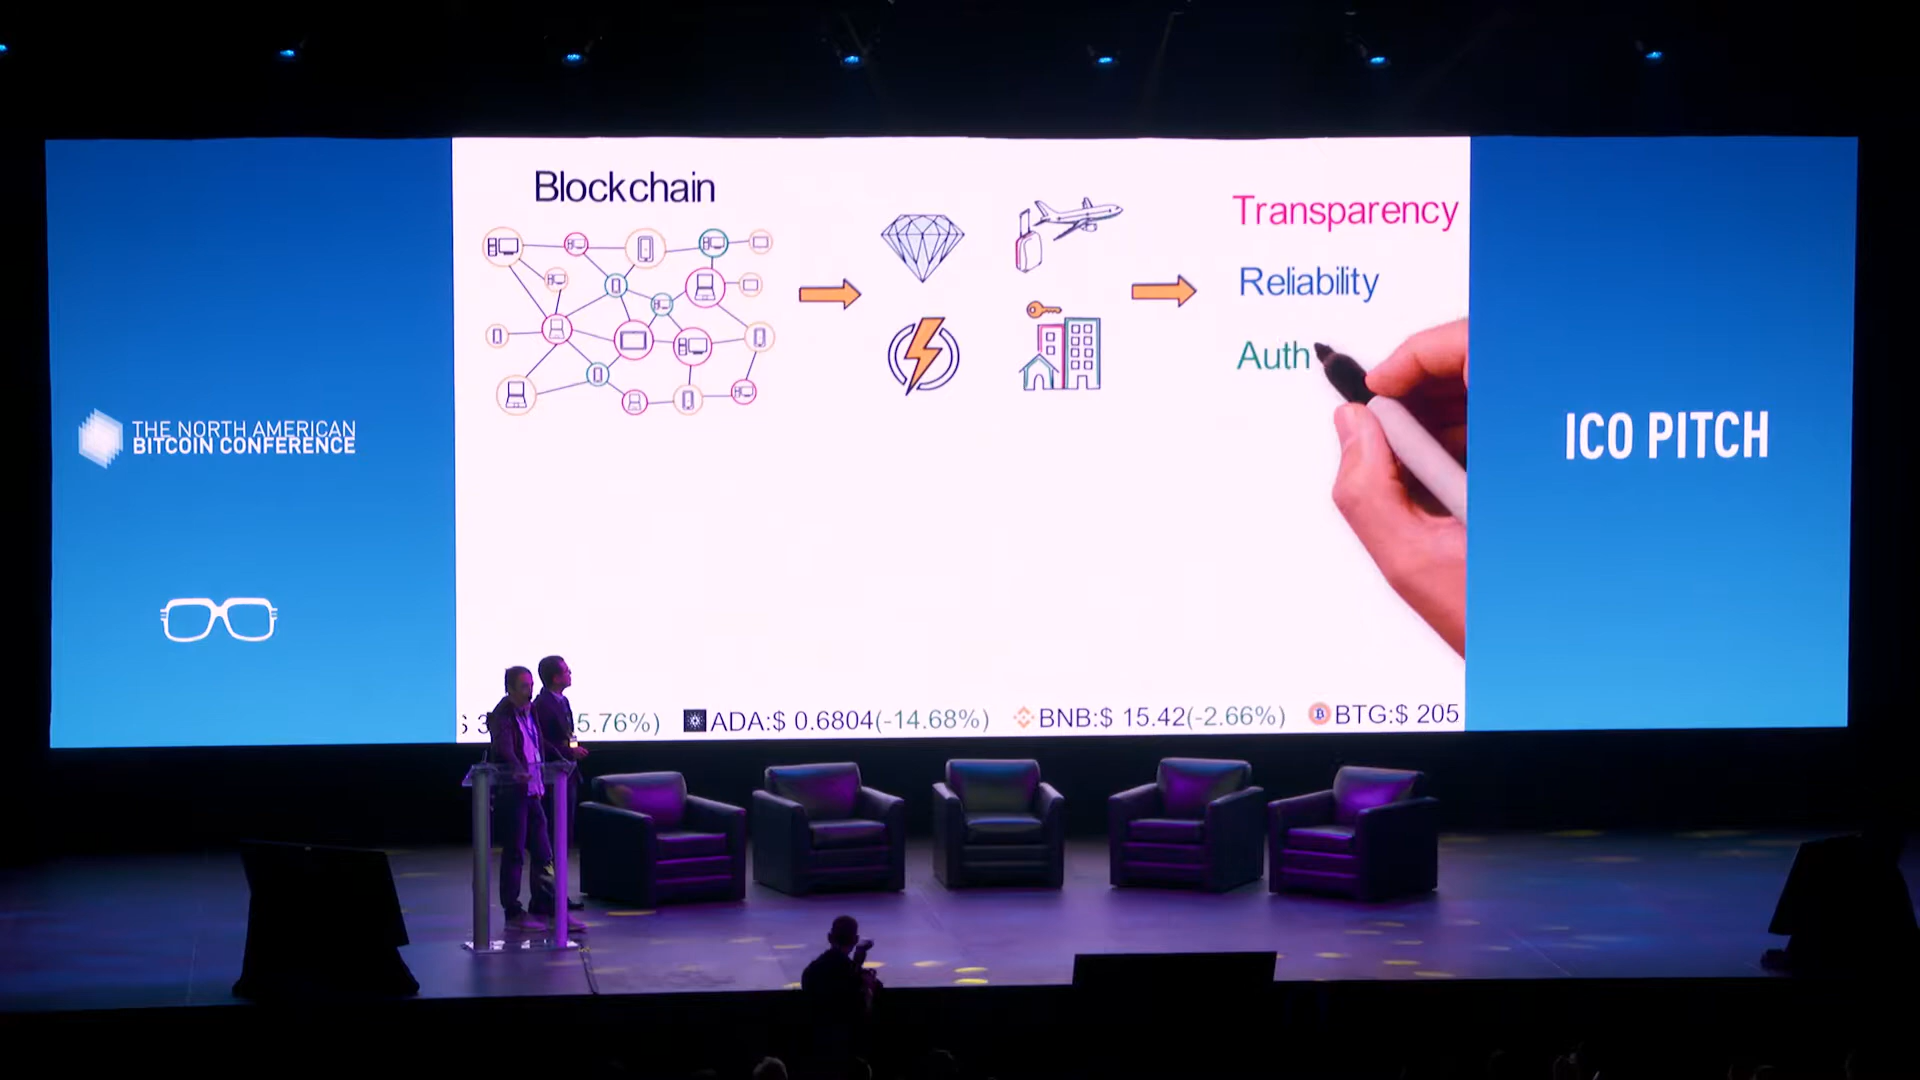 Blockchain
Transparency
Reliability
Auth
THE NORTH AMERICAN
BITCOIN CONFERENCE
ICO PITCH
5.76%) ADA:$ 0.6804(-14.68%) BNB:$ 15.42(-2.66%) BTG:$ 205